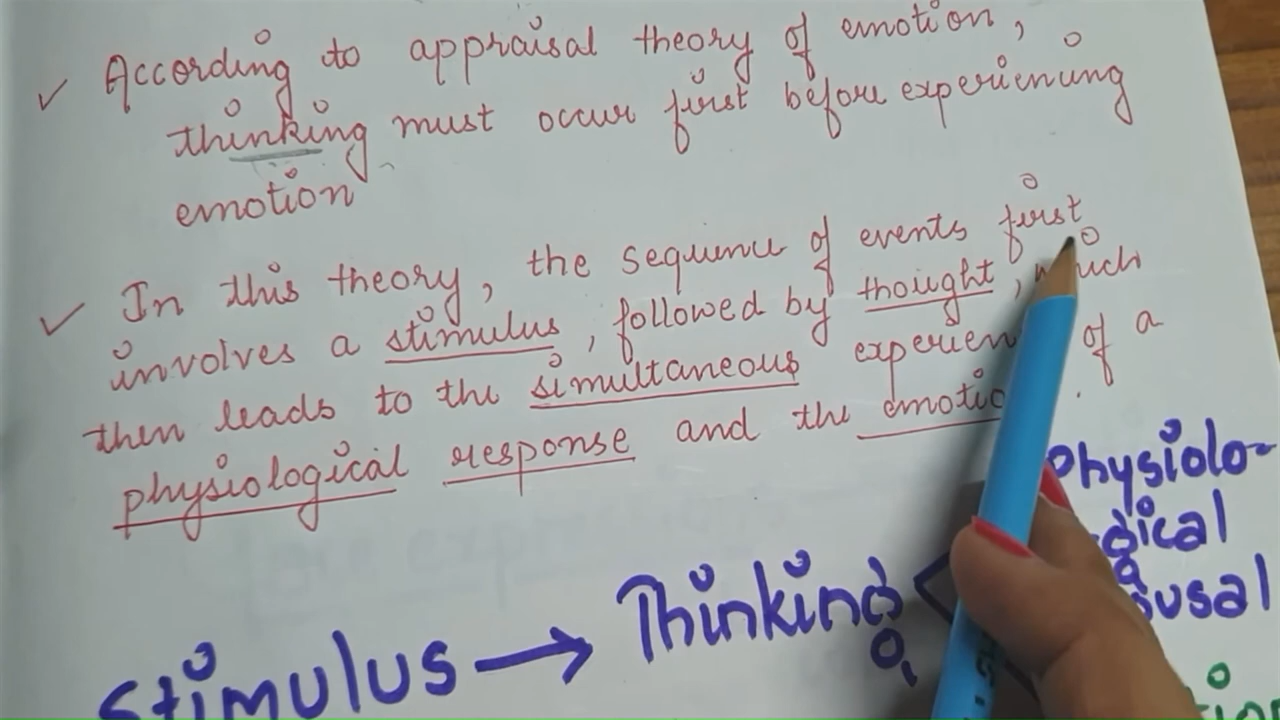 According to appraisal theory of emotion,
thinking must occur first before experiencing
emotion
In this theory, the sequence of events first
involves a stimulus, followed by thought,
then leads to the simultaneous of a
physiological response and the
Physiolo-
gical
Stimulus → Thinking